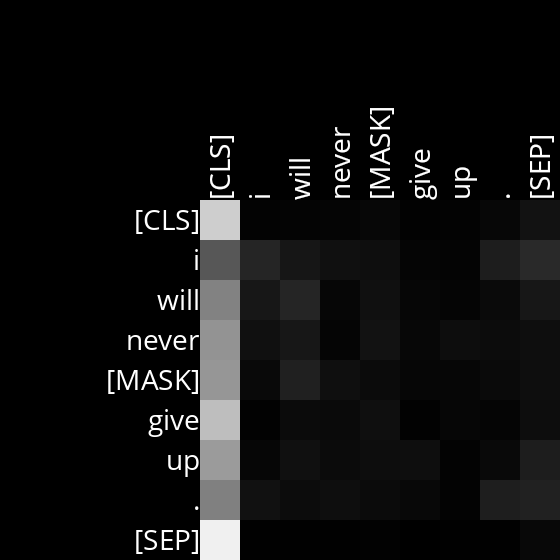 [CLS] i will never [MASK] give up . [SEP]
[CLS]
i
will
never
[MASK]
give
up
.
[SEP]